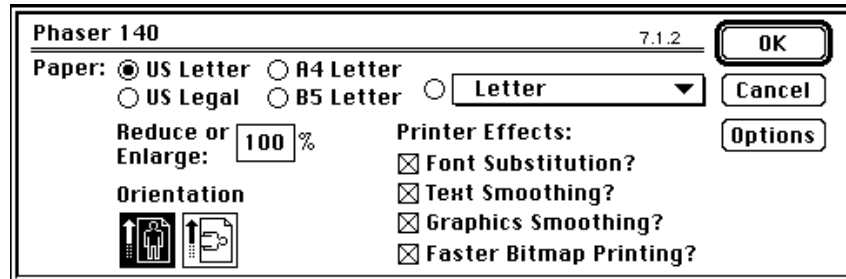 Phaser 140 7.1.2 OK
Paper: US Letter A4 Letter
US Legal B5 Letter Letter Cancel
Reduce or Enlarge: 100 % Printer Effects: Options
Font Substitution?
Orientation Text Smoothing?
Graphics Smoothing?
Faster Bitmap Printing?